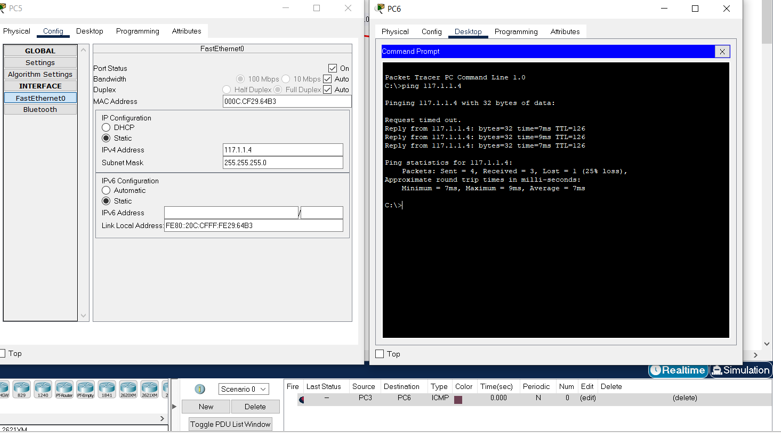 PC5
Physical Config Desktop Programming Attributes
GLOBAL
Settings
Algorithm Settings
INTERFACE
FastEthernet0
Bluetooth
FastEthernet0
Port Status On
Bandwidth 100 Mbps 10 Mbps Auto
Duplex Half Duplex Full Duplex Auto
MAC Address 000C.CF29.64B3
IP Configuration
DHCP
Static
IPv4 Address 117.1.1.4
Subnet Mask 255.255.255.0
IPv6 Configuration
Automatic
Static
IPv6 Address /
Link Local Address: FE80::20C:CFFF:FE29:64B3
Top
PC6
Physical Config Desktop Programming Attributes
Command Prompt X
Packet Tracer PC Command Line 1.0
C:\>ping 117.1.1.4
Pinging 117.1.1.4 with 32 bytes of data:
Request timed out.
Reply from 117.1.1.4: bytes=32 time=7ms TTL=126
Reply from 117.1.1.4: bytes=32 time=9ms TTL=126
Reply from 117.1.1.4: bytes=32 time=7ms TTL=126
Ping statistics for 117.1.1.4:
Packets: Sent = 4, Received = 3, Lost = 1 (25% loss),
Approximate round trip times in milli-seconds:
Minimum = 7ms, Maximum = 9ms, Average = 7ms
C:\>
Top
Realtime Simulation
829 1240 PT-Router PT-Empty 1841 2620XM 2621XM
2621XM
Scenario 0
New Delete
Toggle PDU List Window
Fire Last Status Source Destination Type Color Time(sec) Periodic Num Edit Delete
-- PC3 PC6 ICMP 0.000 N 0 (edit) (delete)